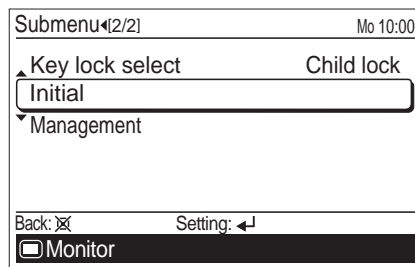 Submenu◂[2/2] Mo 10:00
Key lock select Child lock
Initial
Management
Back: Setting:
Monitor